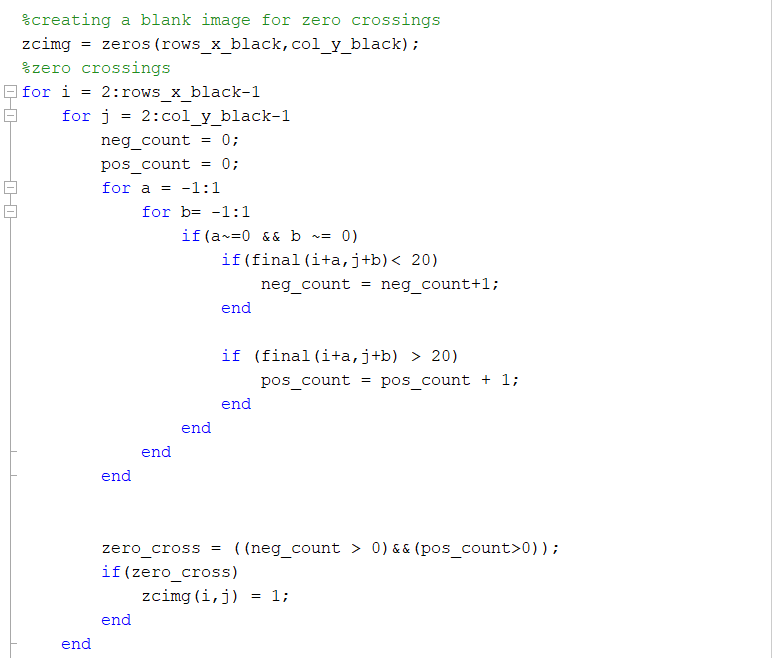 %creating a blank image for zero crossings
zcimg = zeros(rows_x_black,col_y_black);
%zero crossings
for i = 2:rows_x_black-1
    for j = 2:col_y_black-1
        neg_count = 0;
        pos_count = 0;
        for a = -1:1
            for b= -1:1
                if(a~=0 && b ~= 0)
                    if(final(i+a,j+b)< 20)
                        neg_count = neg_count+1;
                    end

                    if (final(i+a,j+b) > 20)
                        pos_count = pos_count + 1;
                    end
                end
            end
        end


        zero_cross = ((neg_count > 0)&&(pos_count>0));
        if(zero_cross)
            zcimg(i,j) = 1;
        end
    end